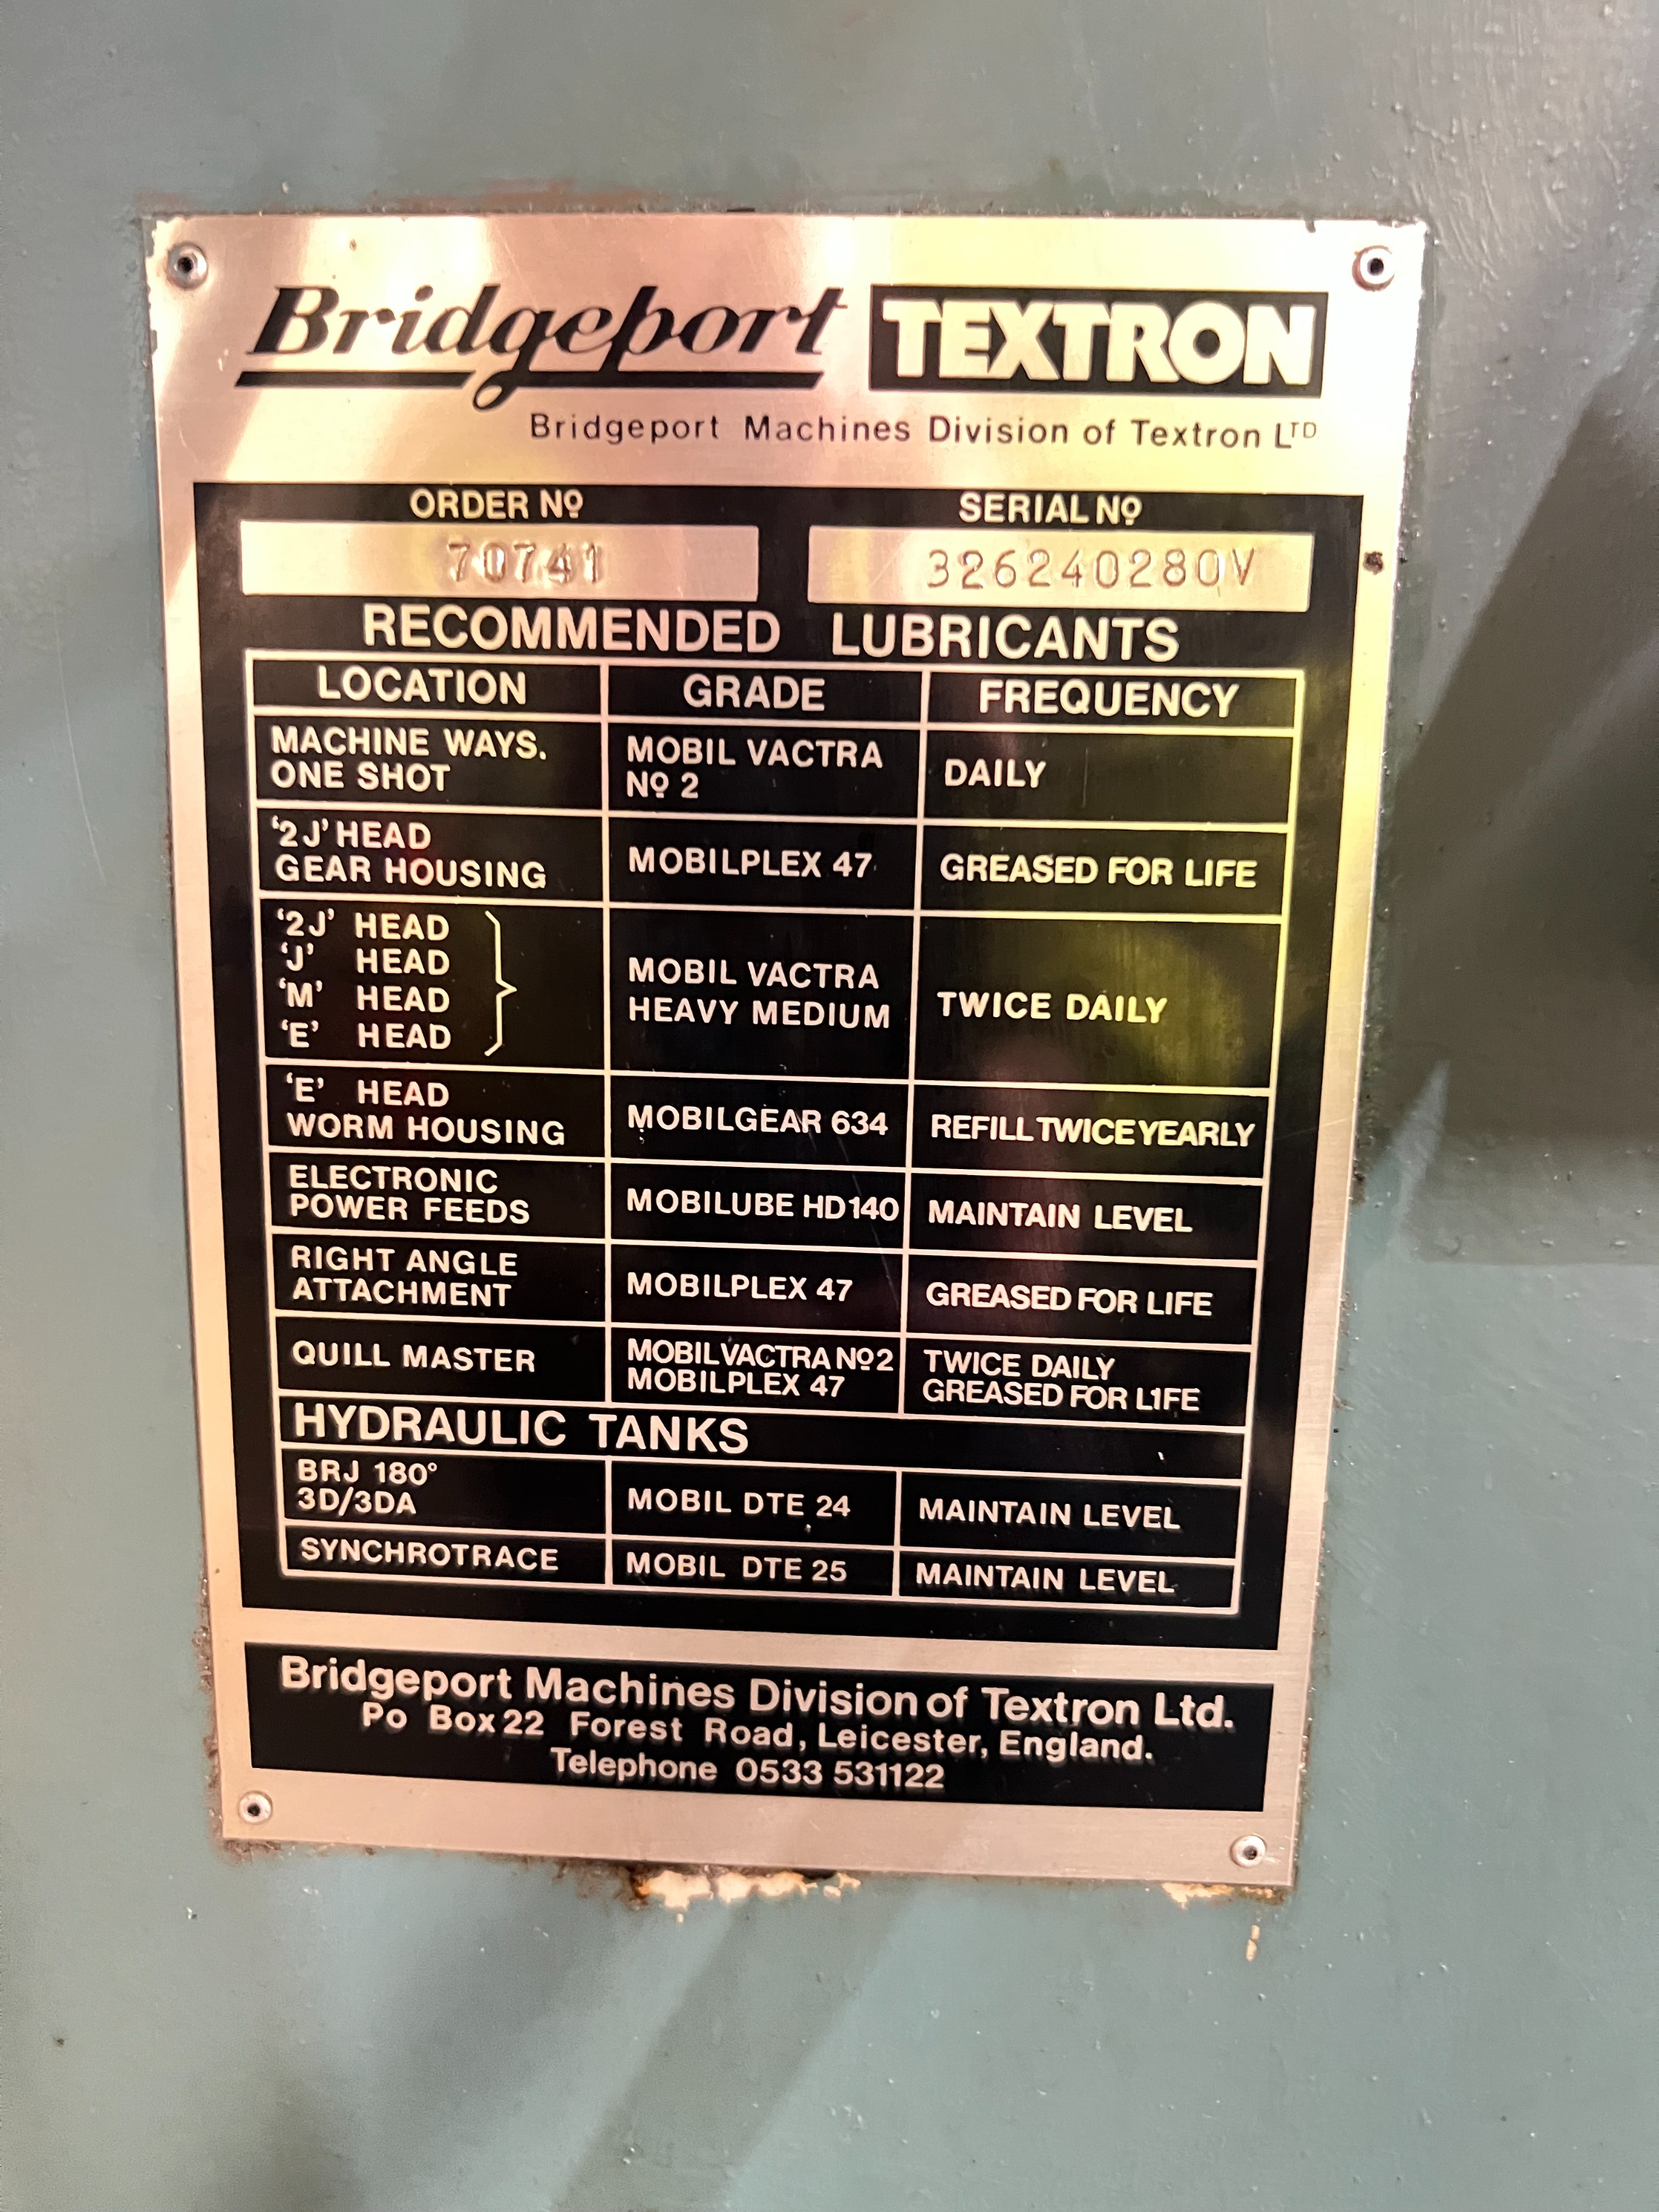 Bridgeport TEXTRON
Bridgeport Machines Division of Textron LTD
ORDER Nº SERIAL Nº
70741 326240280V
RECOMMENDED LUBRICANTS
LOCATION GRADE FREQUENCY
MACHINE WAYS.
ONE SHOT
MOBIL VACTRA
Nº 2
DAILY
'2J' HEAD
GEAR HOUSING
MOBILPLEX 47
GREASED FOR LIFE
'2J' HEAD
'J' HEAD
'M' HEAD
'E' HEAD
MOBIL VACTRA
HEAVY MEDIUM
TWICE DAILY
'E' HEAD
WORM HOUSING
MOBILGEAR 634
REFILL TWICE YEARLY
ELECTRONIC
POWER FEEDS
MOBILUBE HD140
MAINTAIN LEVEL
RIGHT ANGLE
ATTACHMENT
MOBILPLEX 47
GREASED FOR LIFE
QUILL MASTER
MOBIL VACTRA Nº2
MOBILPLEX 47
TWICE DAILY
GREASED FOR LIFE
HYDRAULIC TANKS
BRJ 180°
3D/3DA
MOBIL DTE 24
MAINTAIN LEVEL
SYNCHROTRACE
MOBIL DTE 25
MAINTAIN LEVEL
Bridgeport Machines Division of Textron Ltd.
Po Box 22 Forest Road, Leicester, England.
Telephone 0533 531122